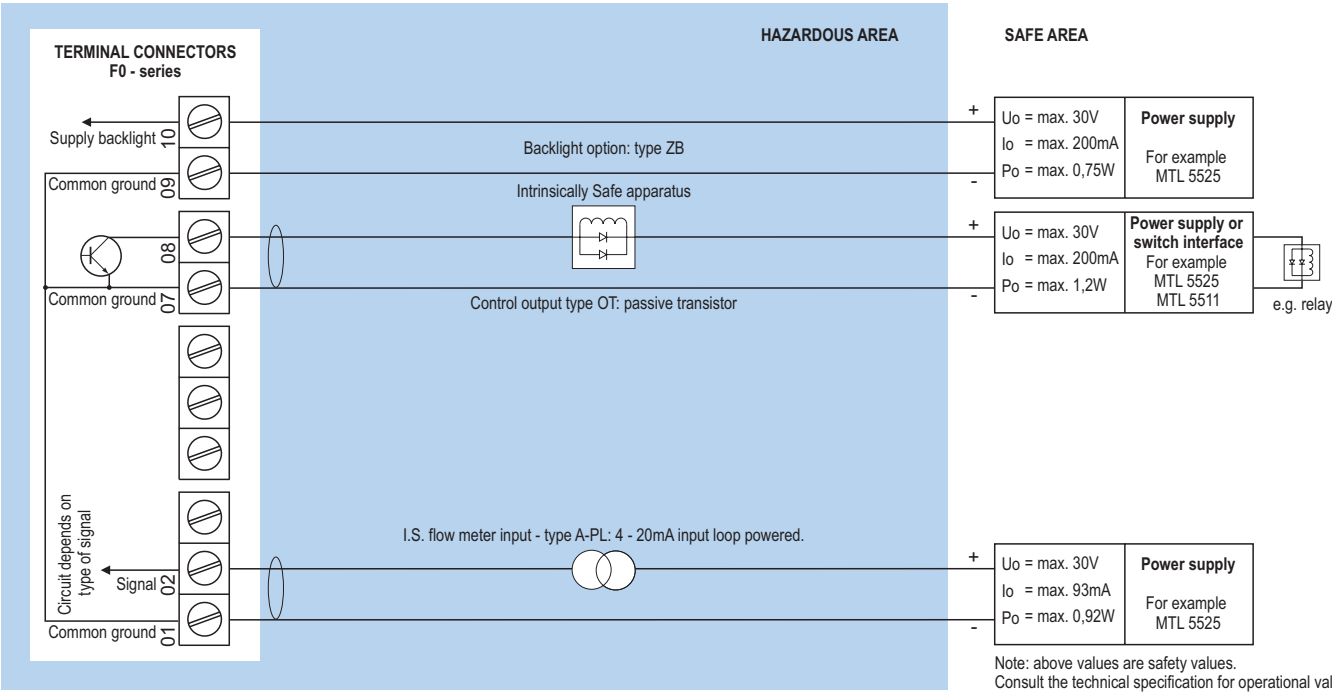 HAZARDOUS AREA
SAFE AREA
TERMINAL CONNECTORS
F0 - series
Supply backlight
10
Common ground
09
Backlight option: type ZB
+
-
Uo = max. 30V
Io = max. 200mA
Po = max. 0,75W
Power supply
For example
MTL 5525
Intrinsically Safe apparatus
08
Common ground
07
Control output type OT: passive transistor
+
-
Uo = max. 30V
Io = max. 200mA
Po = max. 1,2W
Power supply or
switch interface
For example
MTL 5525
MTL 5511
e.g. relay
Circuit depends on
type of signal
Signal
02
Common ground
01
I.S. flow meter input - type A-PL: 4 - 20mA input loop powered.
+
-
Uo = max. 30V
Io = max. 93mA
Po = max. 0,92W
Power supply
For example
MTL 5525
Note: above values are safety values.
Consult the technical specification for operational val